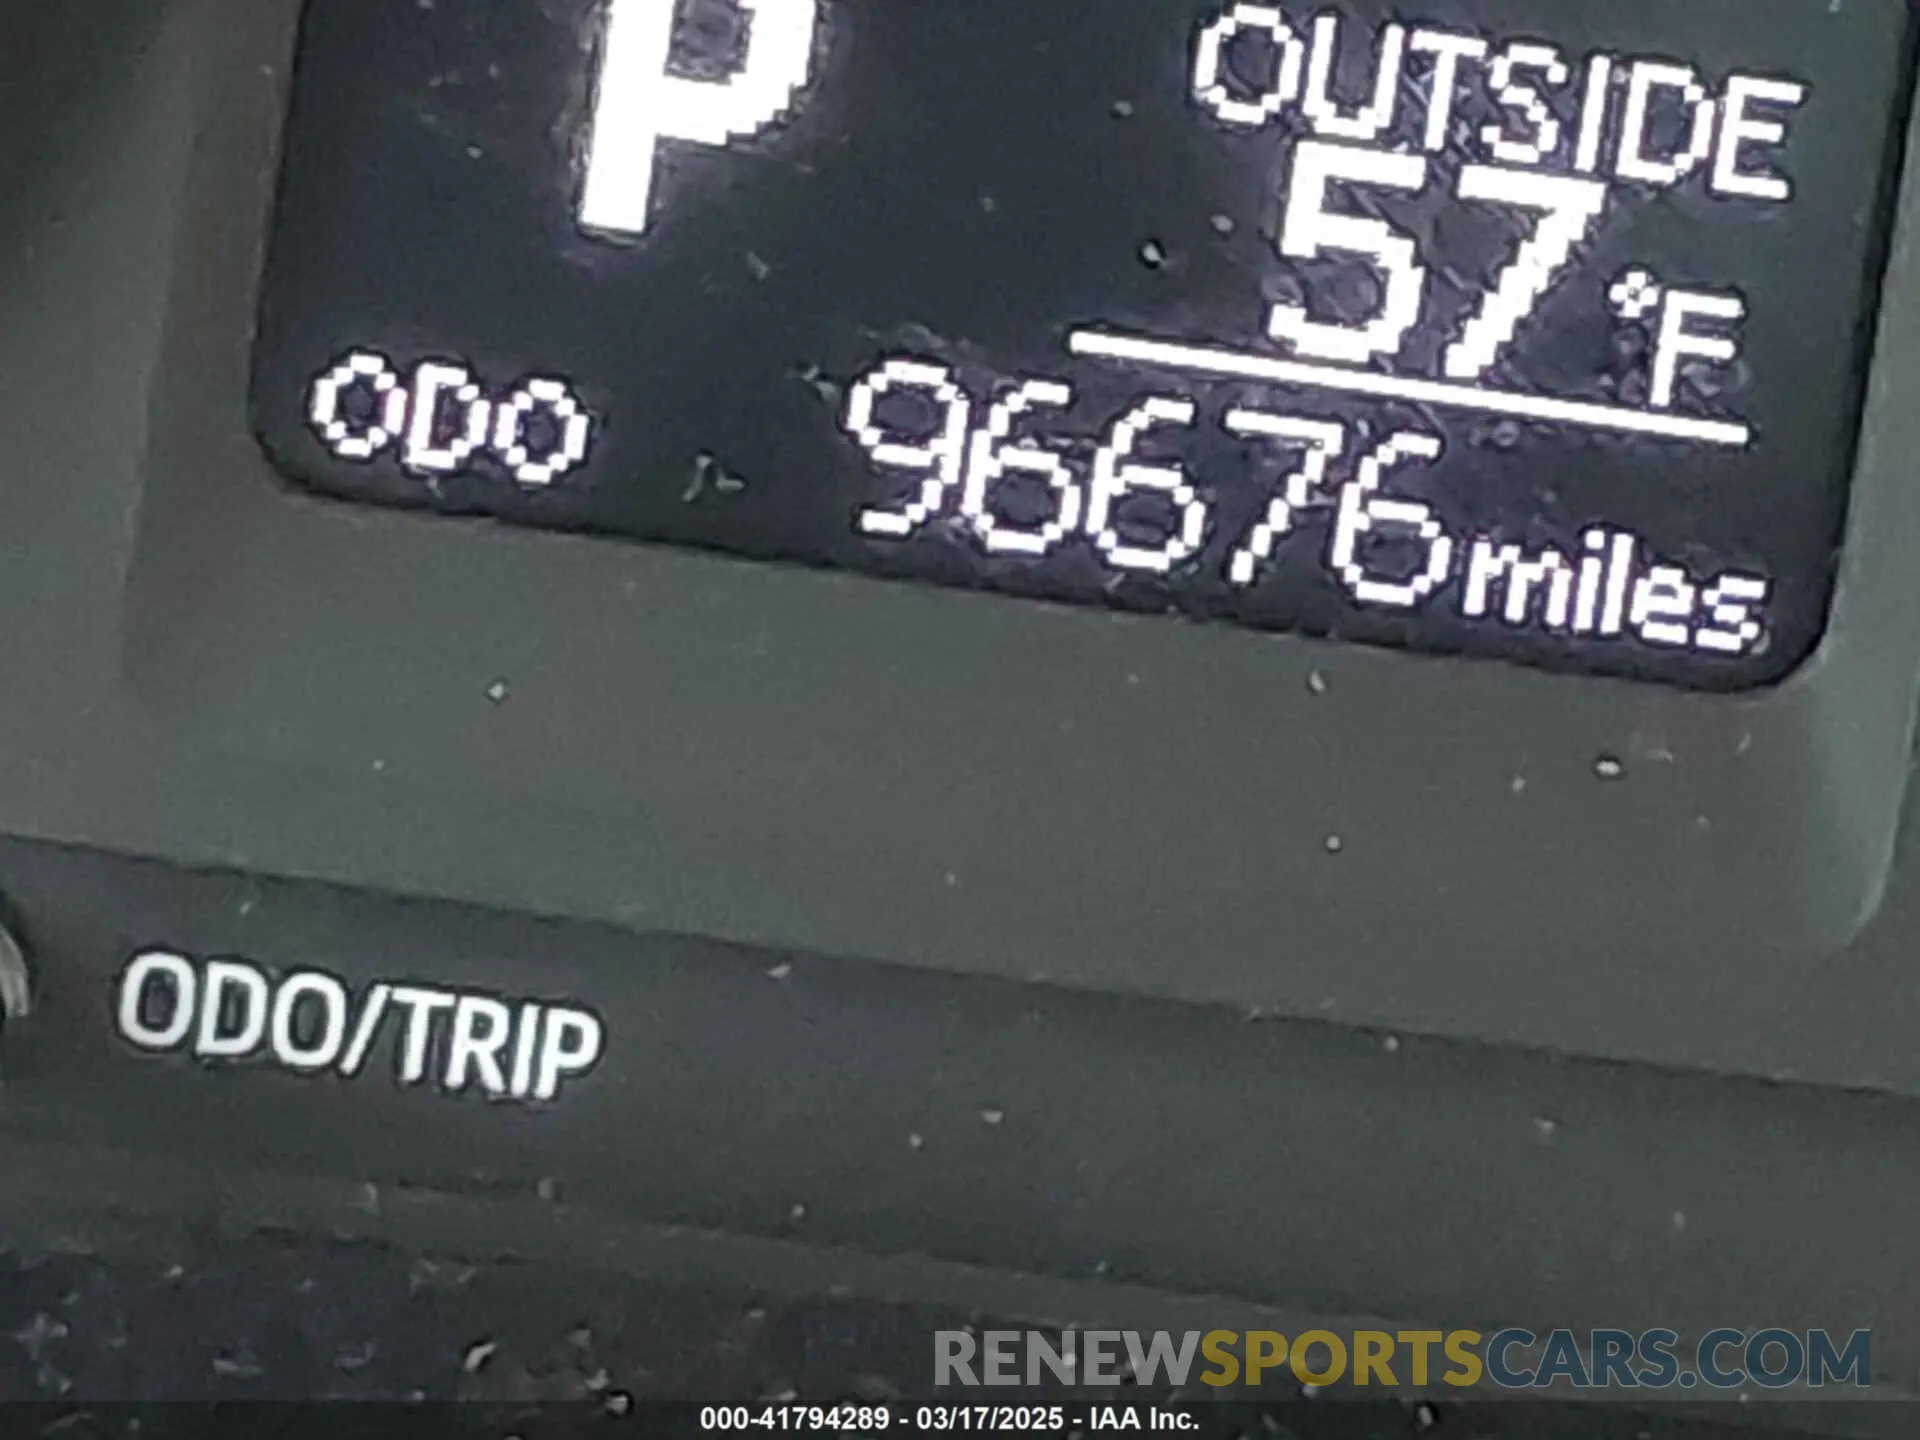 P
OUTSIDE
57 °F
ODO 96676 miles
ODO/TRIP
RENEWSPORTSCARS.COM
000-41794289 - 03/17/2025 - IAA Inc.